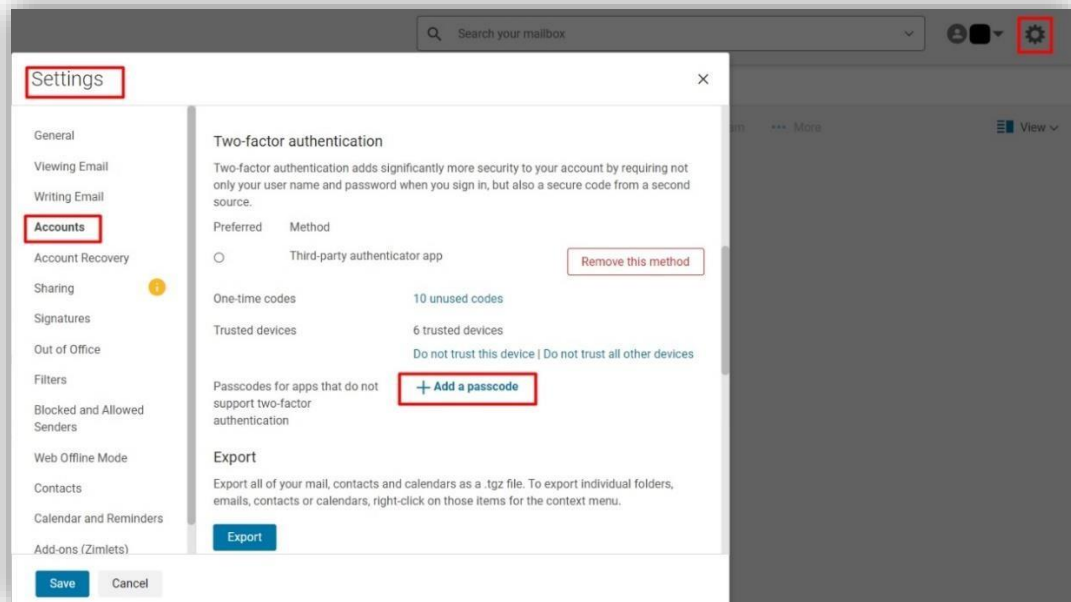 Search your mailbox
Settings
General
Viewing Email
Writing Email
Accounts
Account Recovery
Sharing
Signatures
Out of Office
Filters
Blocked and Allowed
Senders
Web Offline Mode
Contacts
Calendar and Reminders
Add-ons (Zimlets)
Two-factor authentication
Two-factor authentication adds significantly more security to your account by requiring not
only your user name and password when you sign in, but also a secure code from a second
source.
Preferred Method
Third-party authenticator app
Remove this method
One-time codes 10 unused codes
Trusted devices 6 trusted devices
Do not trust this device | Do not trust all other devices
Passcodes for apps that do not
support two-factor
authentication
+ Add a passcode
Export
Export all of your mail, contacts and calendars as a .tgz file. To export individual folders,
emails, contacts or calendars, right-click on those items for the context menu.
Export
Save Cancel
••• More
View